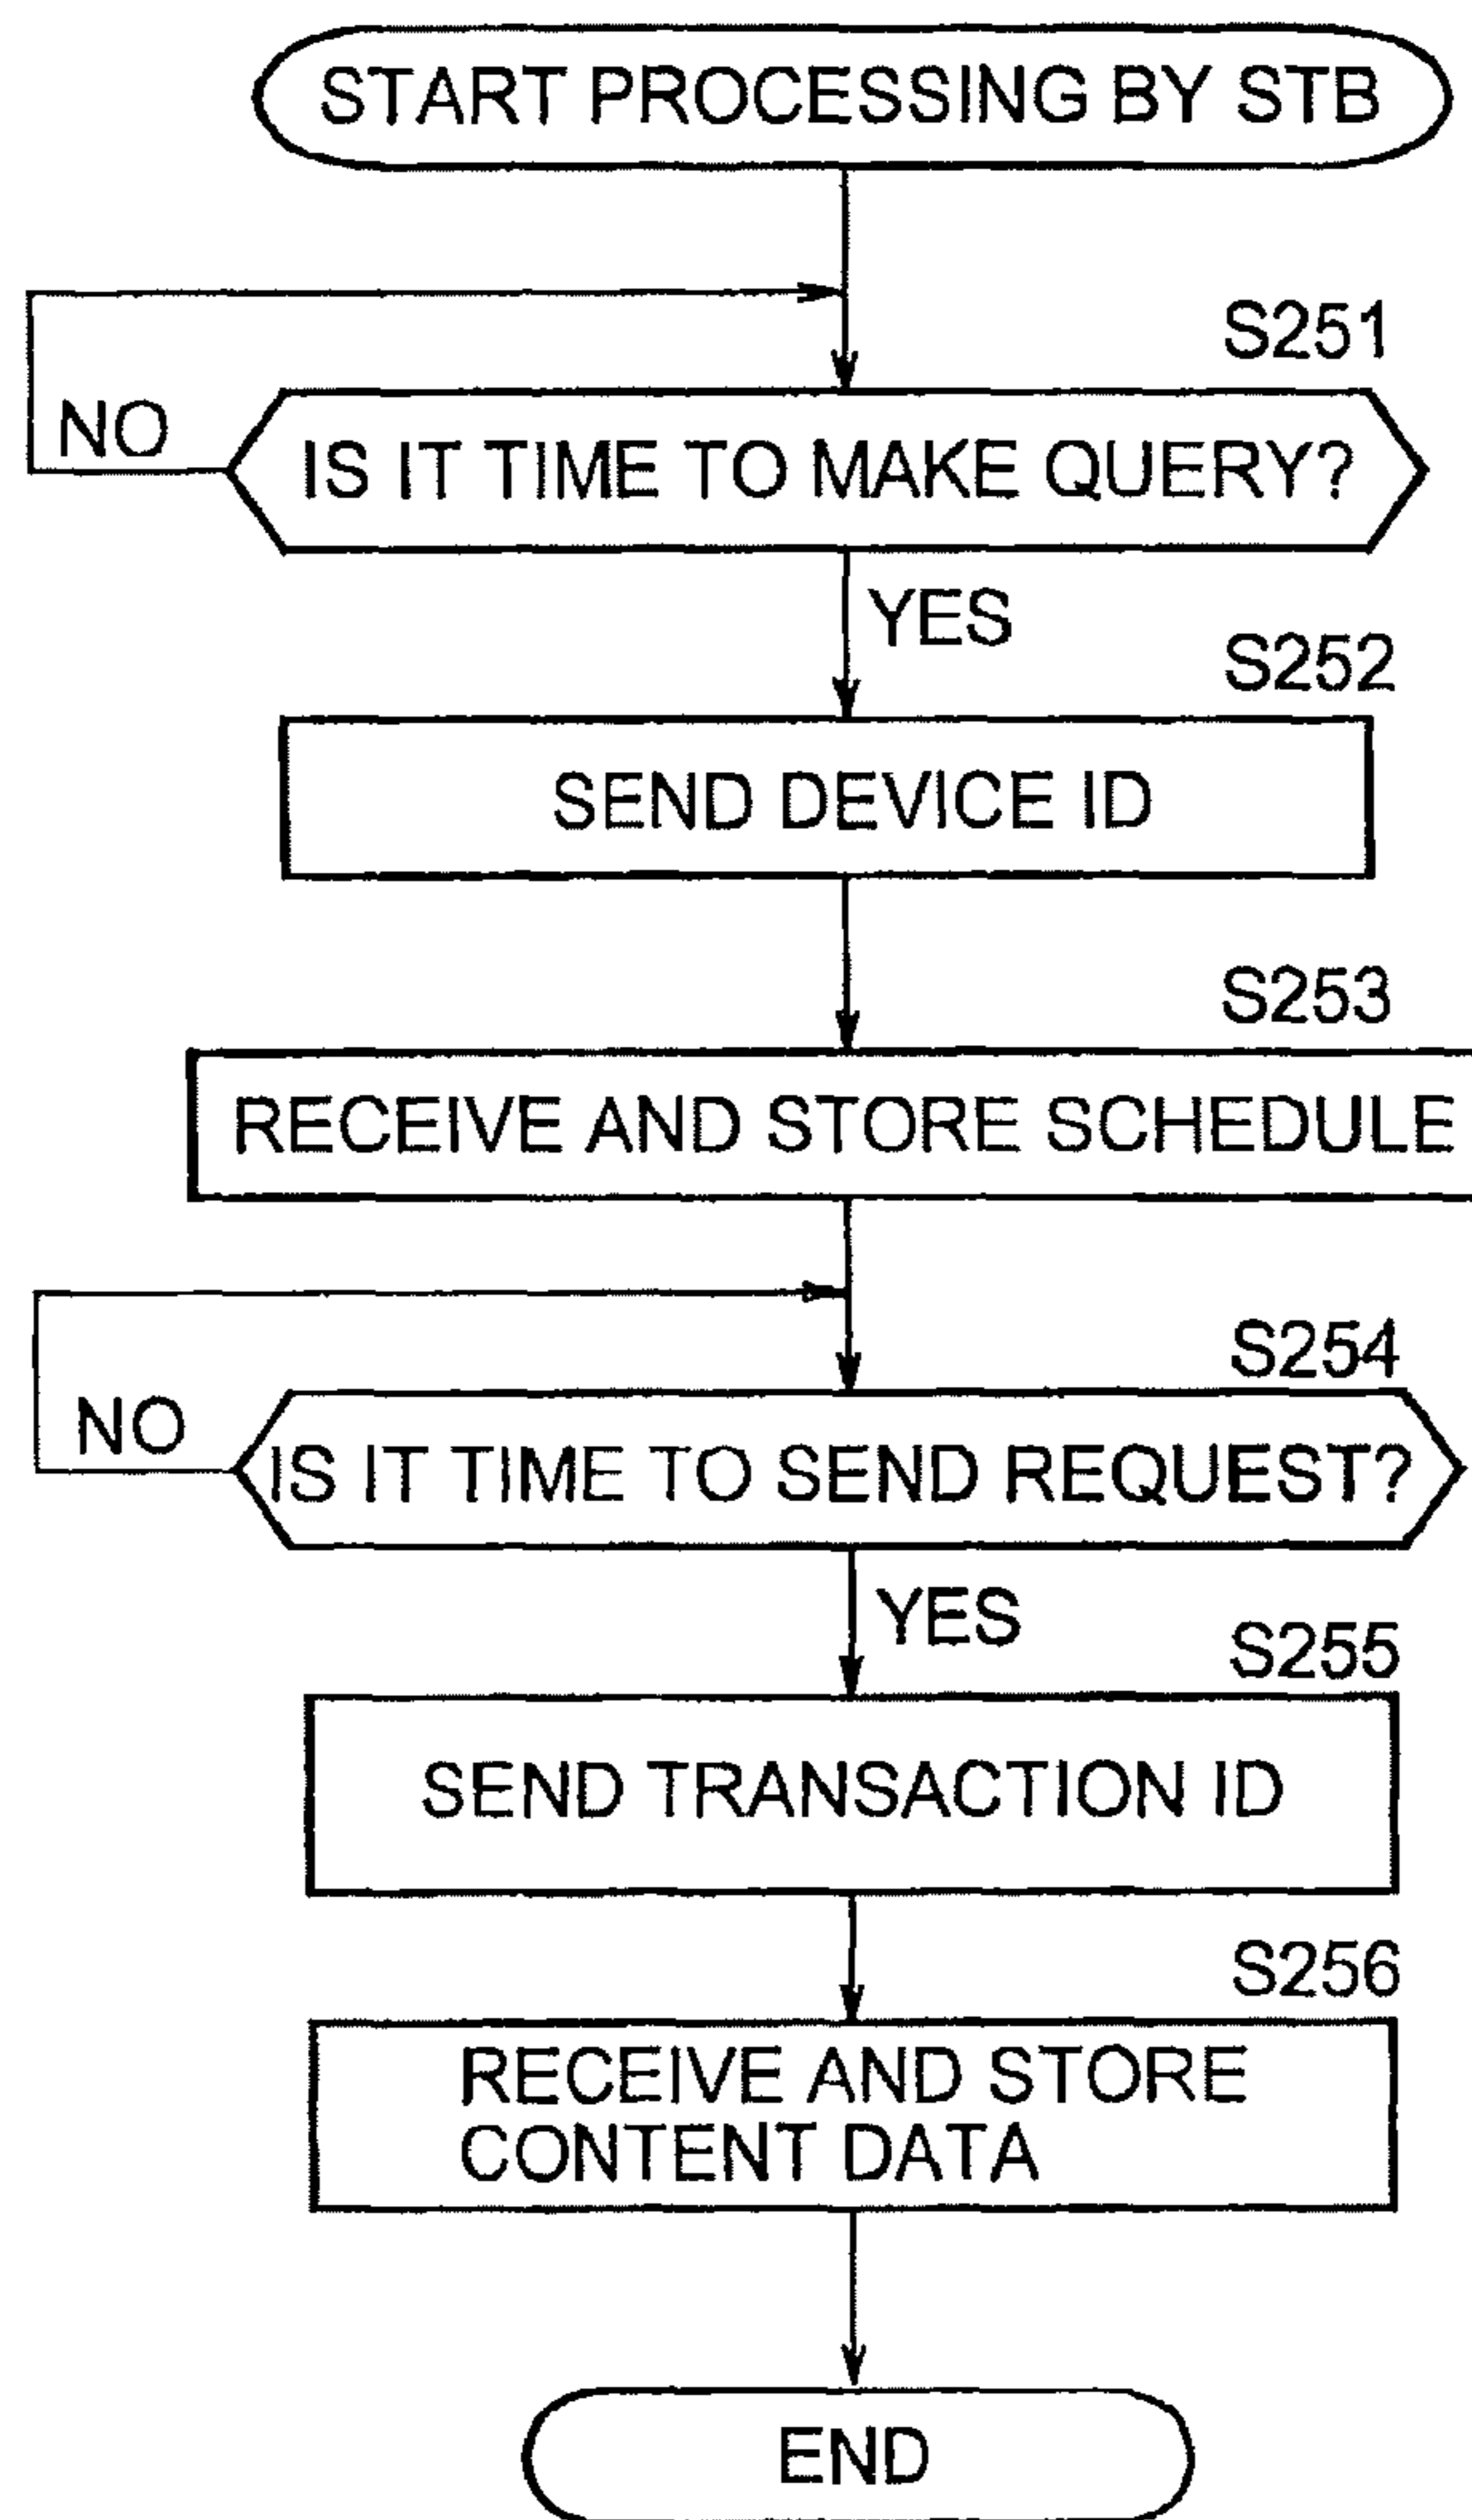 START PROCESSING BY STB
S251
NO
IS IT TIME TO MAKE QUERY?
YES
S252
SEND DEVICE ID
S253
RECEIVE AND STORE SCHEDULE
S254
NO
IS IT TIME TO SEND REQUEST?
YES
S255
SEND TRANSACTION ID
S256
RECEIVE AND STORE
CONTENT DATA
END